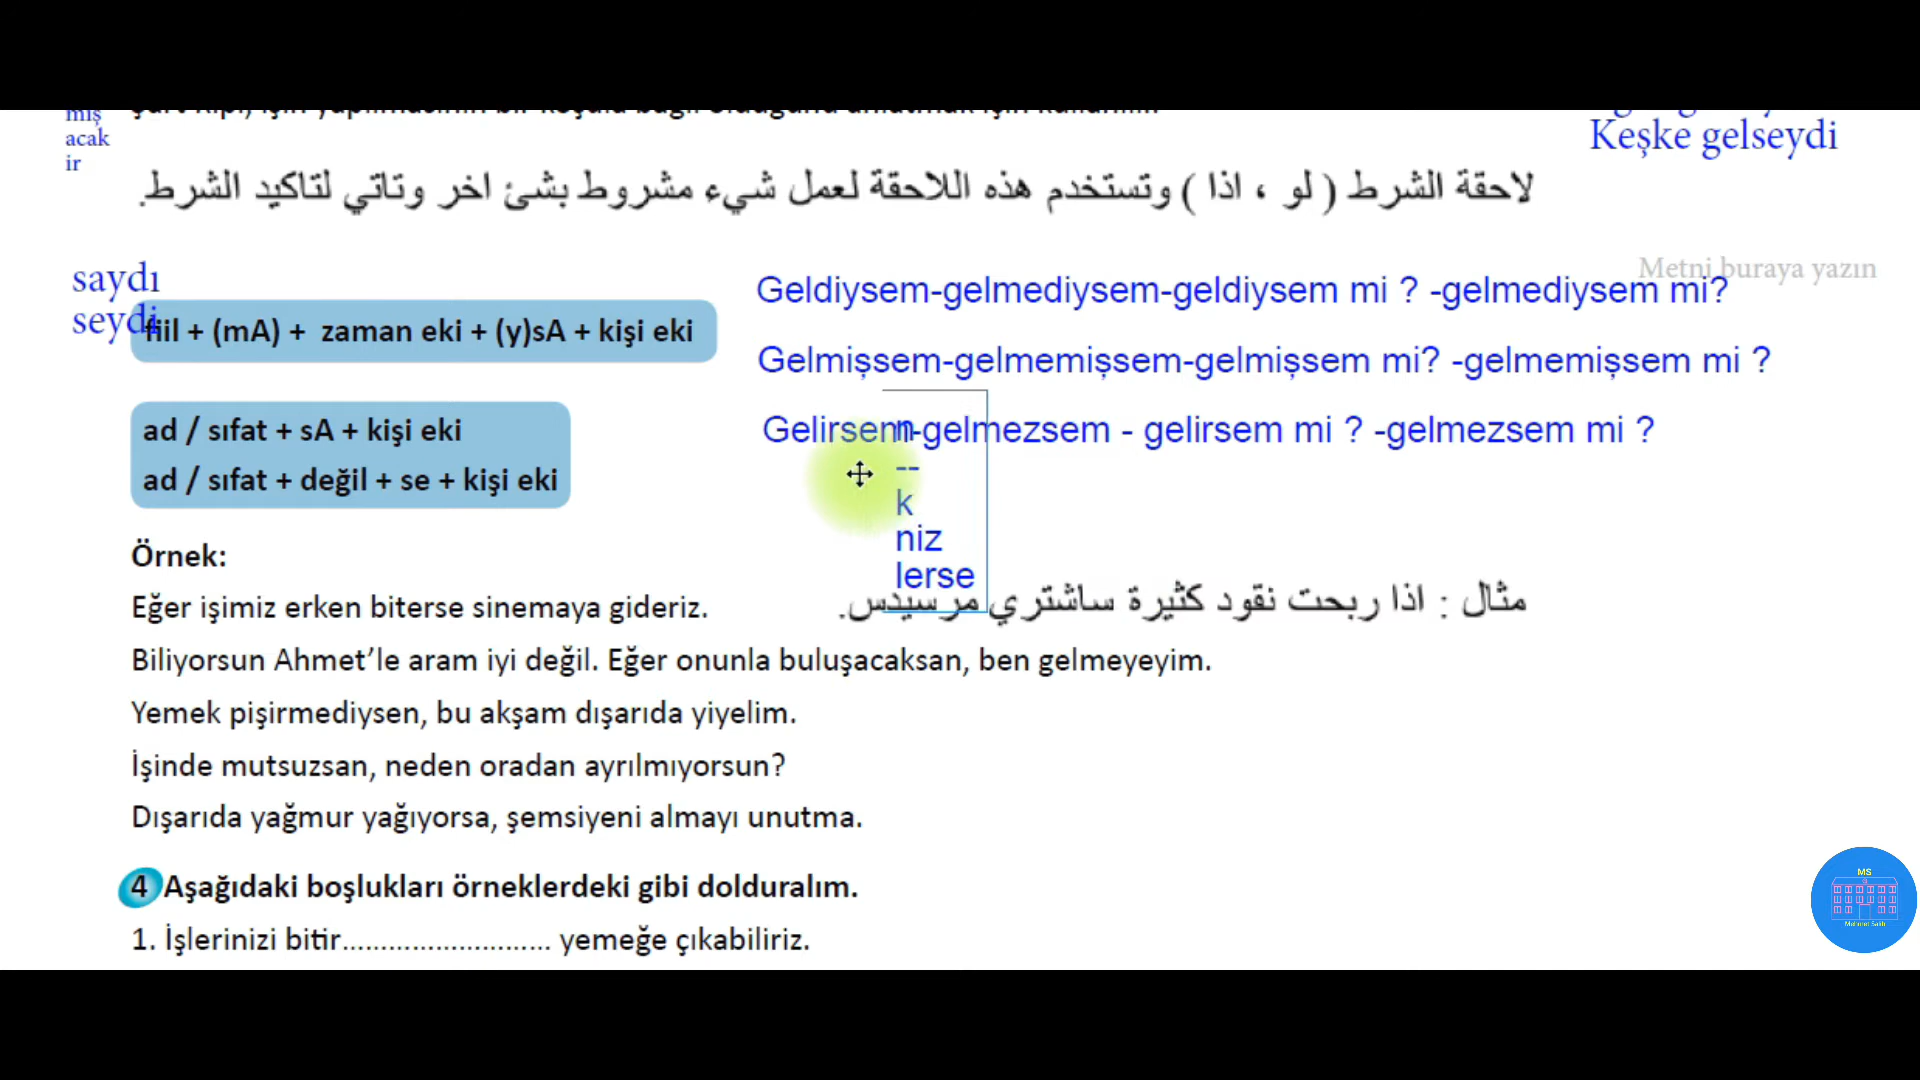 miş
acak
ir
Keşke gelseydi
لاحقة الشرط ( لو ، اذا ) وتستخدم هذه اللاحقة لعمل شيء مشروط بشئ اخر وتاتي لتاكيد الشرط.
saydı
seydi
Metni buraya yazın
fiil + (mA) + zaman eki + (y)sA + kişi eki
Geldiysem-gelmediysem-geldiysem mi ? -gelmediysem mi?
Gelmişsem-gelmemişsem-gelmişsem mi? -gelmemişsem mi ?
ad / sıfat + sA + kişi eki
ad / sıfat + değil + se + kişi eki
Gelirsem-gelmezsem - gelirsem mi ? -gelmezsem mi ?
n
--
k
niz
lerse
Örnek:
Eğer işimiz erken biterse sinemaya gideriz.
مثال : اذا ربحت نقود كثيرة ساشتري مرسيدس.
Biliyorsun Ahmet’le aram iyi değil. Eğer onunla buluşacaksan, ben gelmeyeyim.
Yemek pişirmediysen, bu akşam dışarıda yiyelim.
İşinde mutsuzsan, neden oradan ayrılmıyorsun?
Dışarıda yağmur yağıyorsa, şemsiyeni almayı unutma.
4 Aşağıdaki boşlukları örneklerdeki gibi dolduralım.
1. İşlerinizi bitir.......................... yemeğe çıkabiliriz.
MS
Mehmet Salih